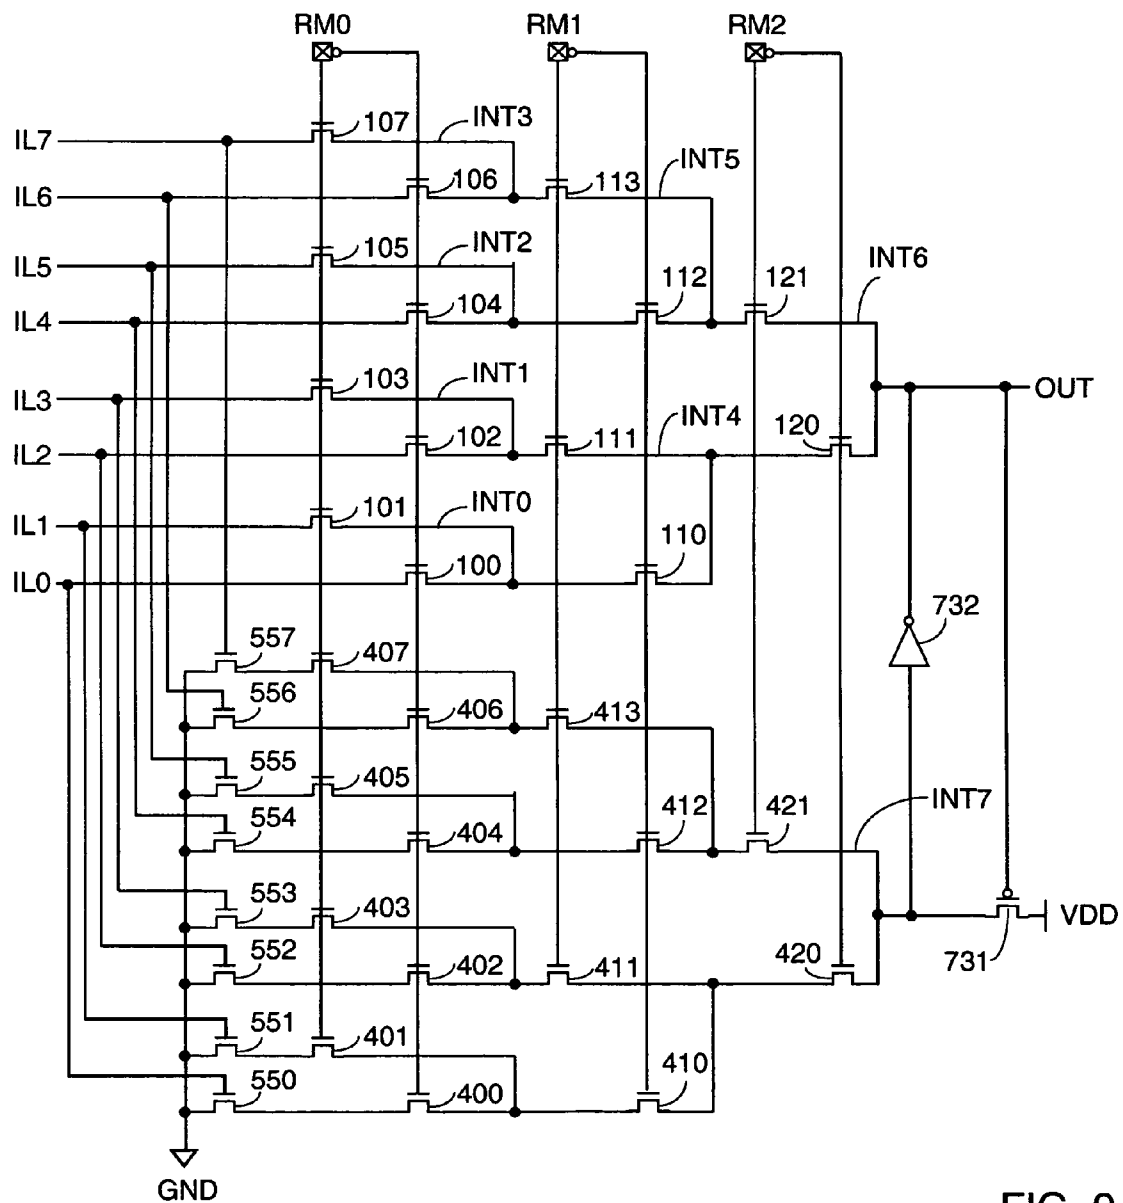 RM0 RM1 RM2
107 INT3
IL7
106 113 INT5
IL6
105 INT2
IL5
104 112 121 INT6
IL4
103 INT1
IL3 OUT
102 111 INT4 120
IL2
101 INT0
IL1
100 110
IL0
732
557 407
556 406 413
555 405
554 404 412 421 INT7
553 403
VDD
552 402 411 420 731
551 401
550 400 410
GND